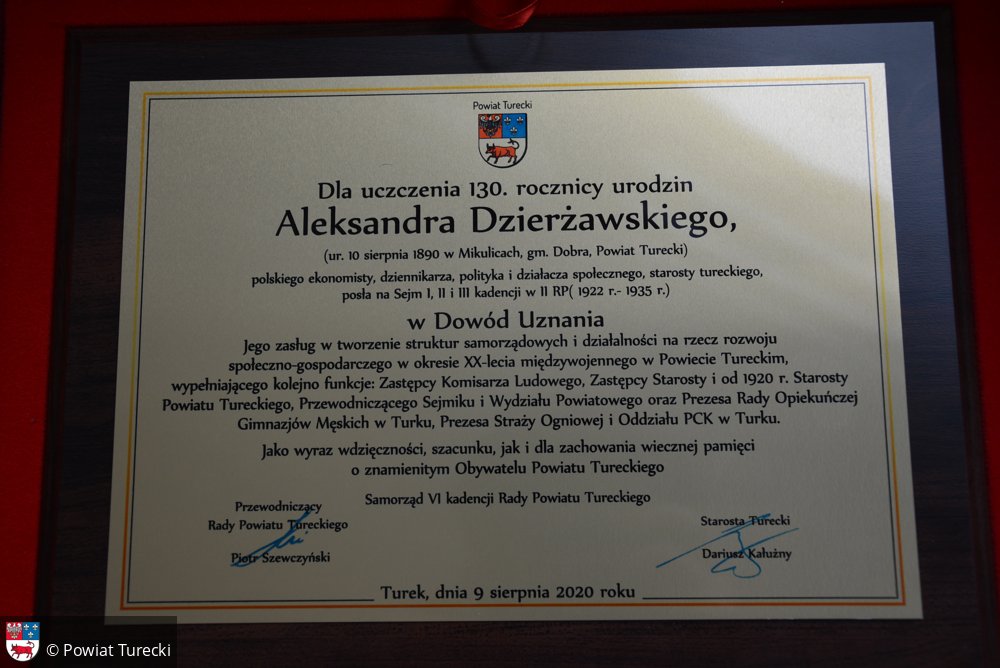 Powiat Turecki
Dla uczczenia 130. rocznicy urodzin
Aleksandra Dzierżawskiego,
(ur. 10 sierpnia 1890 w Mikulicach, gm. Dobra, Powiat Turecki)
polskiego ekonomisty, dziennikarza, polityka i działacza społecznego, starosty tureckiego,
posła na Sejm I, II i III kadencji w II RP( 1922 r.- 1935 r.)
w Dowód Uznania
Jego zasług w tworzenie struktur samorządowych i działalności na rzecz rozwoju
społeczno-gospodarczego w okresie XX-lecia międzywojennego w Powiecie Tureckim,
wypełniającego kolejno funkcje: Zastępcy Komisarza Ludowego, Zastępcy Starosty i od 1920 r. Starosty
Powiatu Tureckiego, Przewodniczącego Sejmiku i Wydziału Powiatowego oraz Prezesa Rady Opiekuńczej
Gimnazjów Męskich w Turku, Prezesa Straży Ogniowej i Oddziału PCK w Turku.
Jako wyraz wdzięczności, szacunku, jak i dla zachowania wiecznej pamięci
o znamienitym Obywatelu Powiatu Tureckiego
Samorząd VI kadencji Rady Powiatu Tureckiego
Przewodniczący
Rady Powiatu Tureckiego
Piotr Szewczyński
Starosta Turecki
Dariusz Kałużny
Turek, dnia 9 sierpnia 2020 roku
© Powiat Turecki